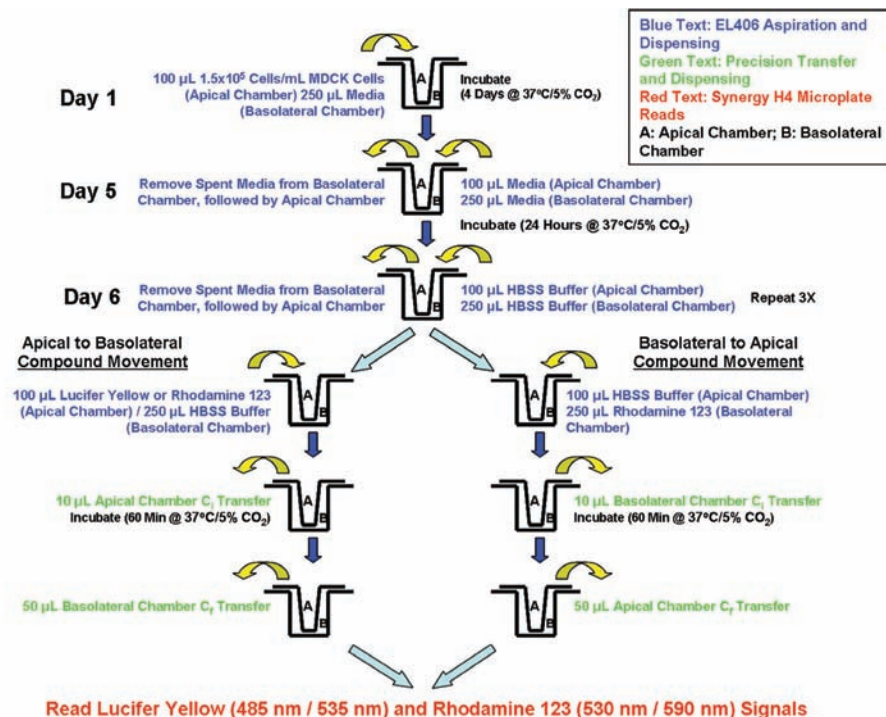 Blue Text: EL406 Aspiration and
Dispensing
Green Text: Precision Transfer
and Dispensing
Red Text: Synergy H4 Microplate
Reads
A: Apical Chamber; B: Basolateral
Chamber
Day 1
100 µL 1.5x10⁵ Cells/mL MDCK Cells
(Apical Chamber) 250 µL Media
(Basolateral Chamber)
A
B
Incubate
(4 Days @ 37ºC/5% CO₂)
Day 5
Remove Spent Media from Basolateral
Chamber, followed by Apical Chamber
A
B
100 µL Media (Apical Chamber)
250 µL Media (Basolateral Chamber)
Incubate (24 Hours @ 37ºC/5% CO₂)
Day 6
Remove Spent Media from Basolateral
Chamber, followed by Apical Chamber
A
B
100 µL HBSS Buffer (Apical Chamber)
250 µL HBSS Buffer (Basolateral Chamber)
Repeat 3X
Apical to Basolateral
Compound Movement
Basolateral to Apical
Compound Movement
100 µL Lucifer Yellow or Rhodamine 123
(Apical Chamber) / 250 µL HBSS Buffer
(Basolateral Chamber)
A
B
A
B
100 µL HBSS Buffer (Apical Chamber)
250 µL Rhodamine 123 (Basolateral
Chamber)
10 µL Apical Chamber Cᵢ Transfer
Incubate (60 Min @ 37ºC/5% CO₂)
A
B
A
B
10 µL Basolateral Chamber Cᵢ Transfer
Incubate (60 Min @ 37ºC/5% CO₂)
50 µL Basolateral Chamber C_f Transfer
A
B
A
B
50 µL Apical Chamber C_f Transfer
Read Lucifer Yellow (485 nm / 535 nm) and Rhodamine 123 (530 nm / 590 nm) Signals